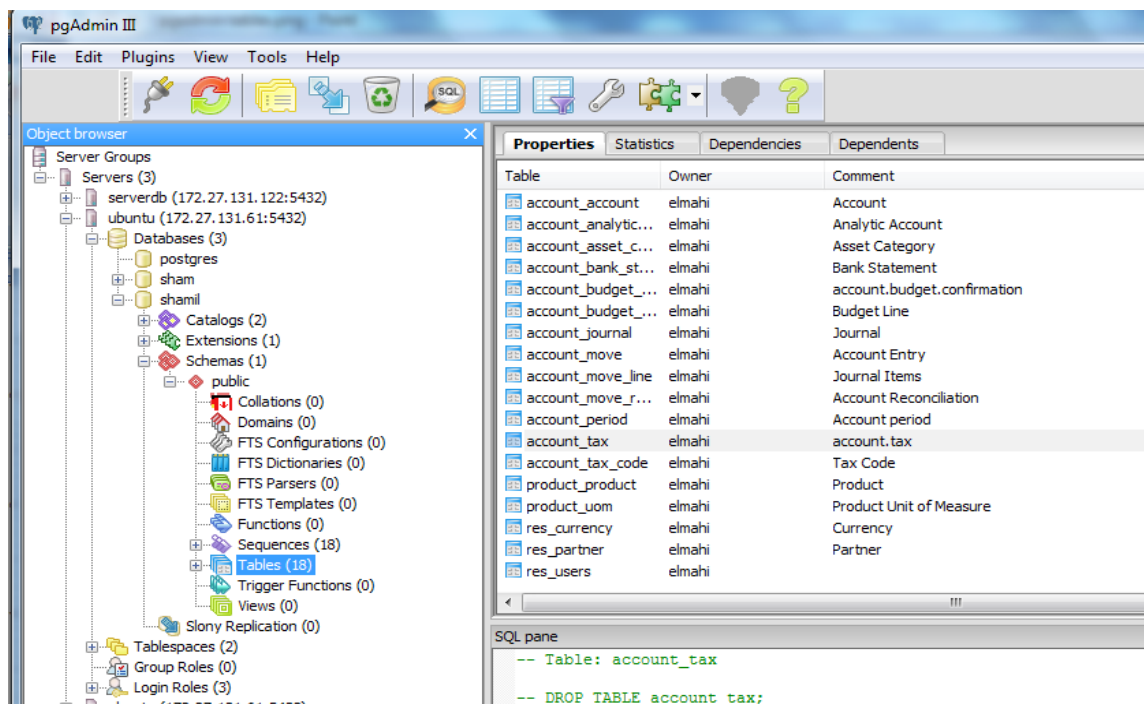 pgAdmin III
File Edit Plugins View Tools Help
SQL
Object browser
Server Groups
Servers (3)
serverdb (172.27.131.122:5432)
ubuntu (172.27.131.61:5432)
Databases (3)
postgres
sham
shamil
Catalogs (2)
Extensions (1)
Schemas (1)
public
Collations (0)
Domains (0)
FTS Configurations (0)
FTS Dictionaries (0)
FTS Parsers (0)
FTS Templates (0)
Functions (0)
Sequences (18)
Tables (18)
Trigger Functions (0)
Views (0)
Slony Replication (0)
Tablespaces (2)
Group Roles (0)
Login Roles (3)
Properties Statistics Dependencies Dependents
Table Owner Comment
account_account elmahi Account
account_analytic... elmahi Analytic Account
account_asset_c... elmahi Asset Category
account_bank_st... elmahi Bank Statement
account_budget_... elmahi account.budget.confirmation
account_budget_... elmahi Budget Line
account_journal elmahi Journal
account_move elmahi Account Entry
account_move_line elmahi Journal Items
account_move_r... elmahi Account Reconciliation
account_period elmahi Account period
account_tax elmahi account.tax
account_tax_code elmahi Tax Code
product_product elmahi Product
product_uom elmahi Product Unit of Measure
res_currency elmahi Currency
res_partner elmahi Partner
res_users elmahi
SQL pane
-- Table: account_tax
-- DROP TABLE account_tax;